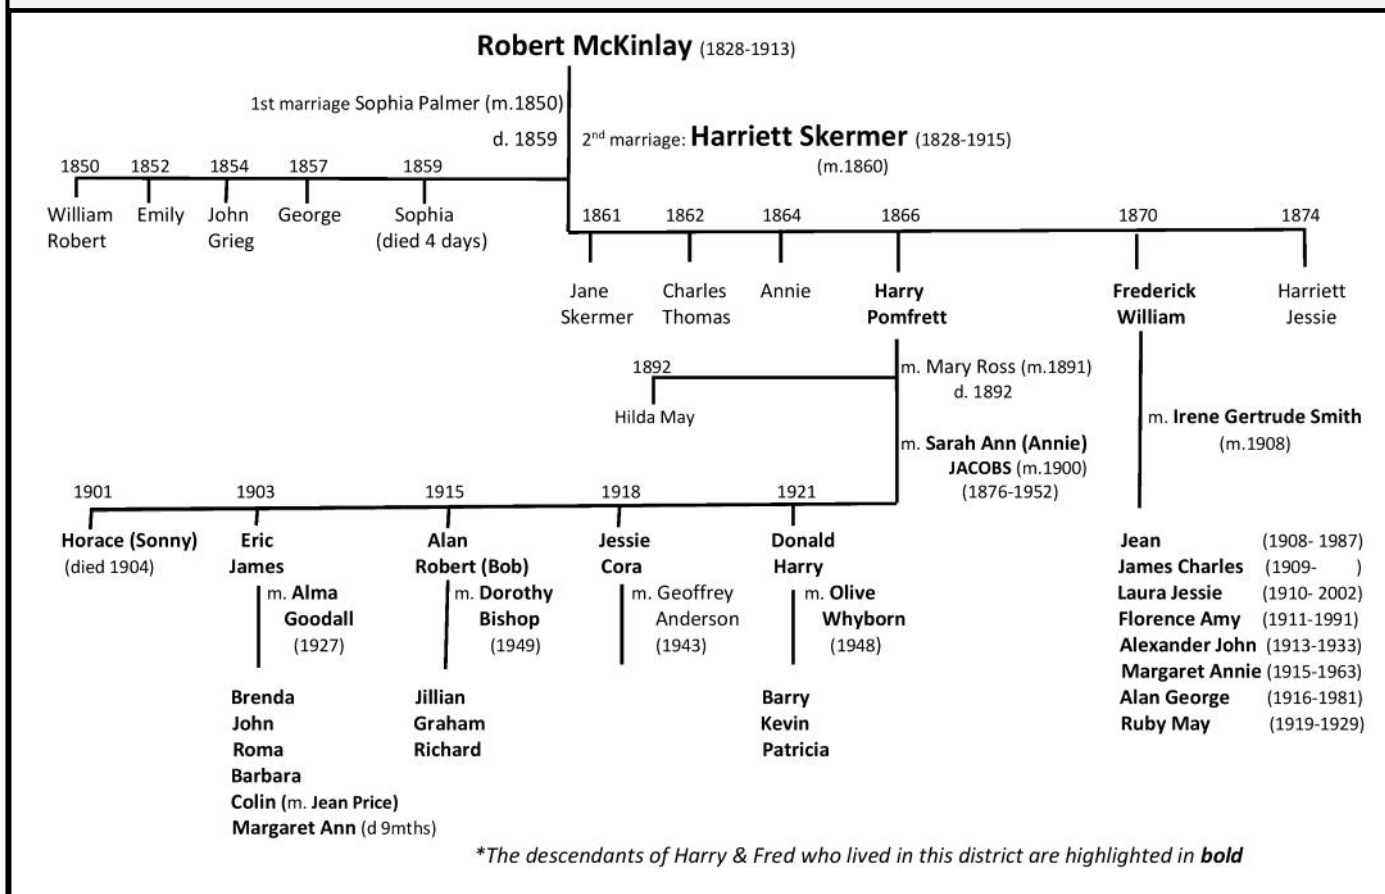 Robert McKinlay (1828-1913)
1st marriage Sophia Palmer (m.1850)
d. 1859
2nd marriage: Harriett Skermer (1828-1915)
(m.1860)
1850 1852 1854 1857 1859
William Emily John George Sophia
Robert Grieg (died 4 days)
1861 1862 1864 1866 1870 1874
Jane Charles Annie Harry Frederick Harriett
Skermer Thomas Pomfrett William Jessie
1892
m. Mary Ross (m.1891)
d. 1892
Hilda May
m. Irene Gertrude Smith
(m.1908)
m. Sarah Ann (Annie)
JACOBS (m.1900)
(1876-1952)
1901 1903 1915 1918 1921
Horace (Sonny) Eric Alan Jessie Donald
(died 1904) James Robert (Bob) Cora Harry
m. Alma m. Dorothy m. Geoffrey m. Olive
Goodall Bishop Anderson Whyborn
(1927) (1949) (1943) (1948)
Brenda Jillian Barry
John Graham Kevin
Roma Richard Patricia
Barbara
Colin (m. Jean Price)
Margaret Ann (d 9mths)
Jean (1908- 1987)
James Charles (1909- )
Laura Jessie (1910- 2002)
Florence Amy (1911-1991)
Alexander John (1913-1933)
Margaret Annie (1915-1963)
Alan George (1916-1981)
Ruby May (1919-1929)
*The descendants of Harry & Fred who lived in this district are highlighted in bold